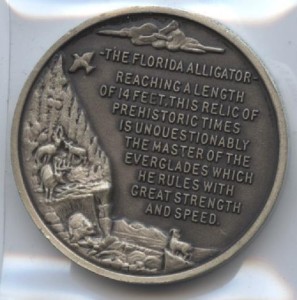 -THE FLORIDA ALLIGATOR-
REACHING A LENGTH
OF 14 FEET.THIS RELIC OF
PREHISTORIC TIMES
IS UNQUESTIONABLY
THE MASTER OF THE
EVERGLADES WHICH
HE RULES WITH
GREAT STRENGTH
AND SPEED.